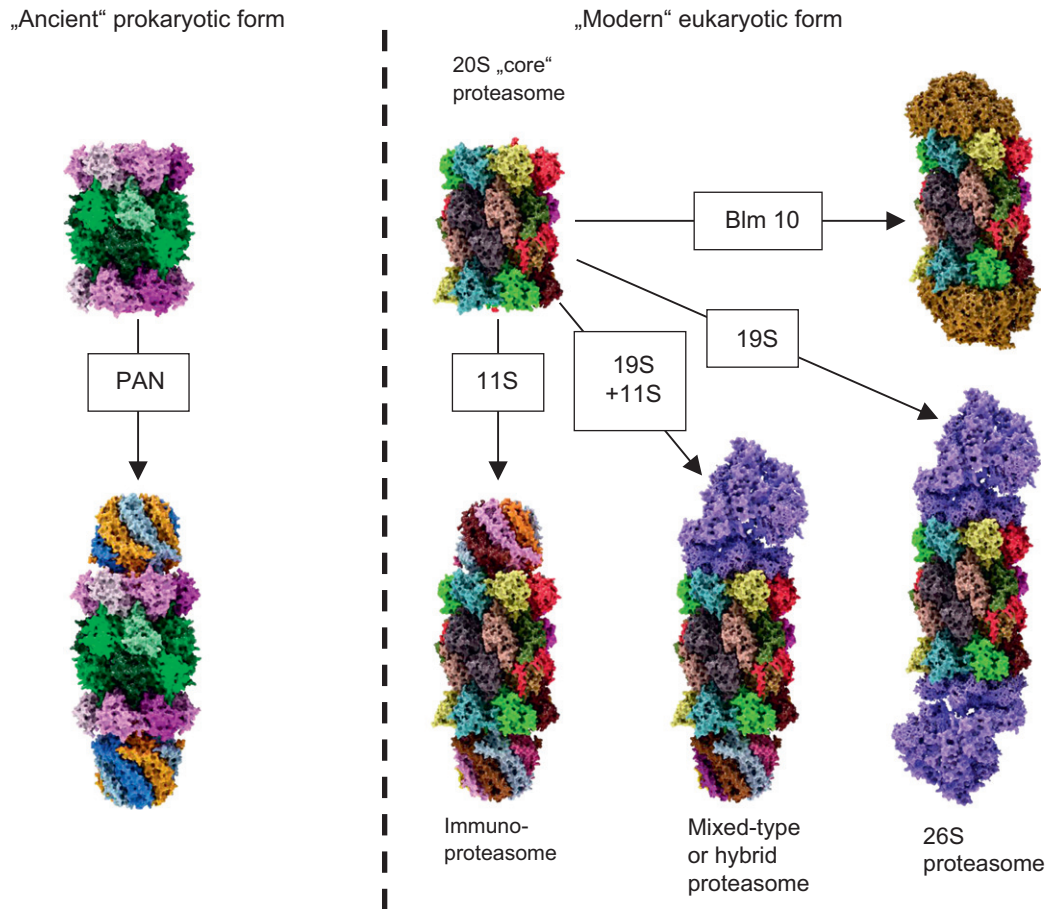 „Ancient“ prokaryotic form
„Modern“ eukaryotic form
20S „core“
proteasome
Blm 10
19S
19S
+11S
11S
PAN
Immuno-
proteasome
Mixed-type
or hybrid
proteasome
26S
proteasome